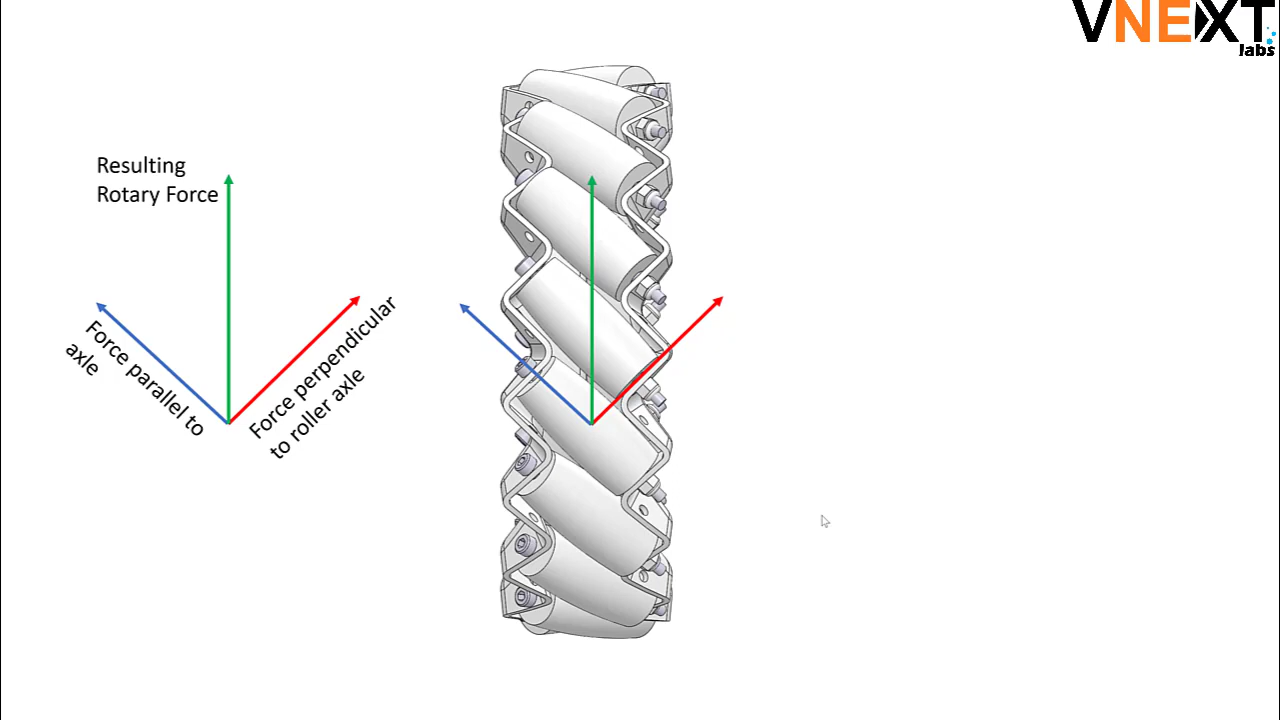 VNEXT
labs
Resulting
Rotary Force
Force parallel to
axle
Force perpendicular
to roller axle